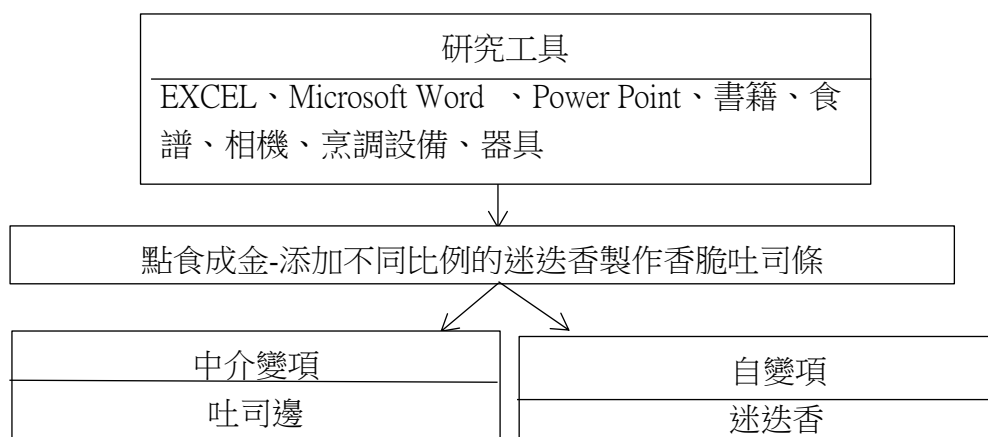 研究工具
EXCEL、Microsoft Word 、Power Point、書籍、食
譜、相機、烹調設備、器具
點食成金-添加不同比例的迷迭香製作香脆吐司條
中介變項
吐司邊
自變項
迷迭香